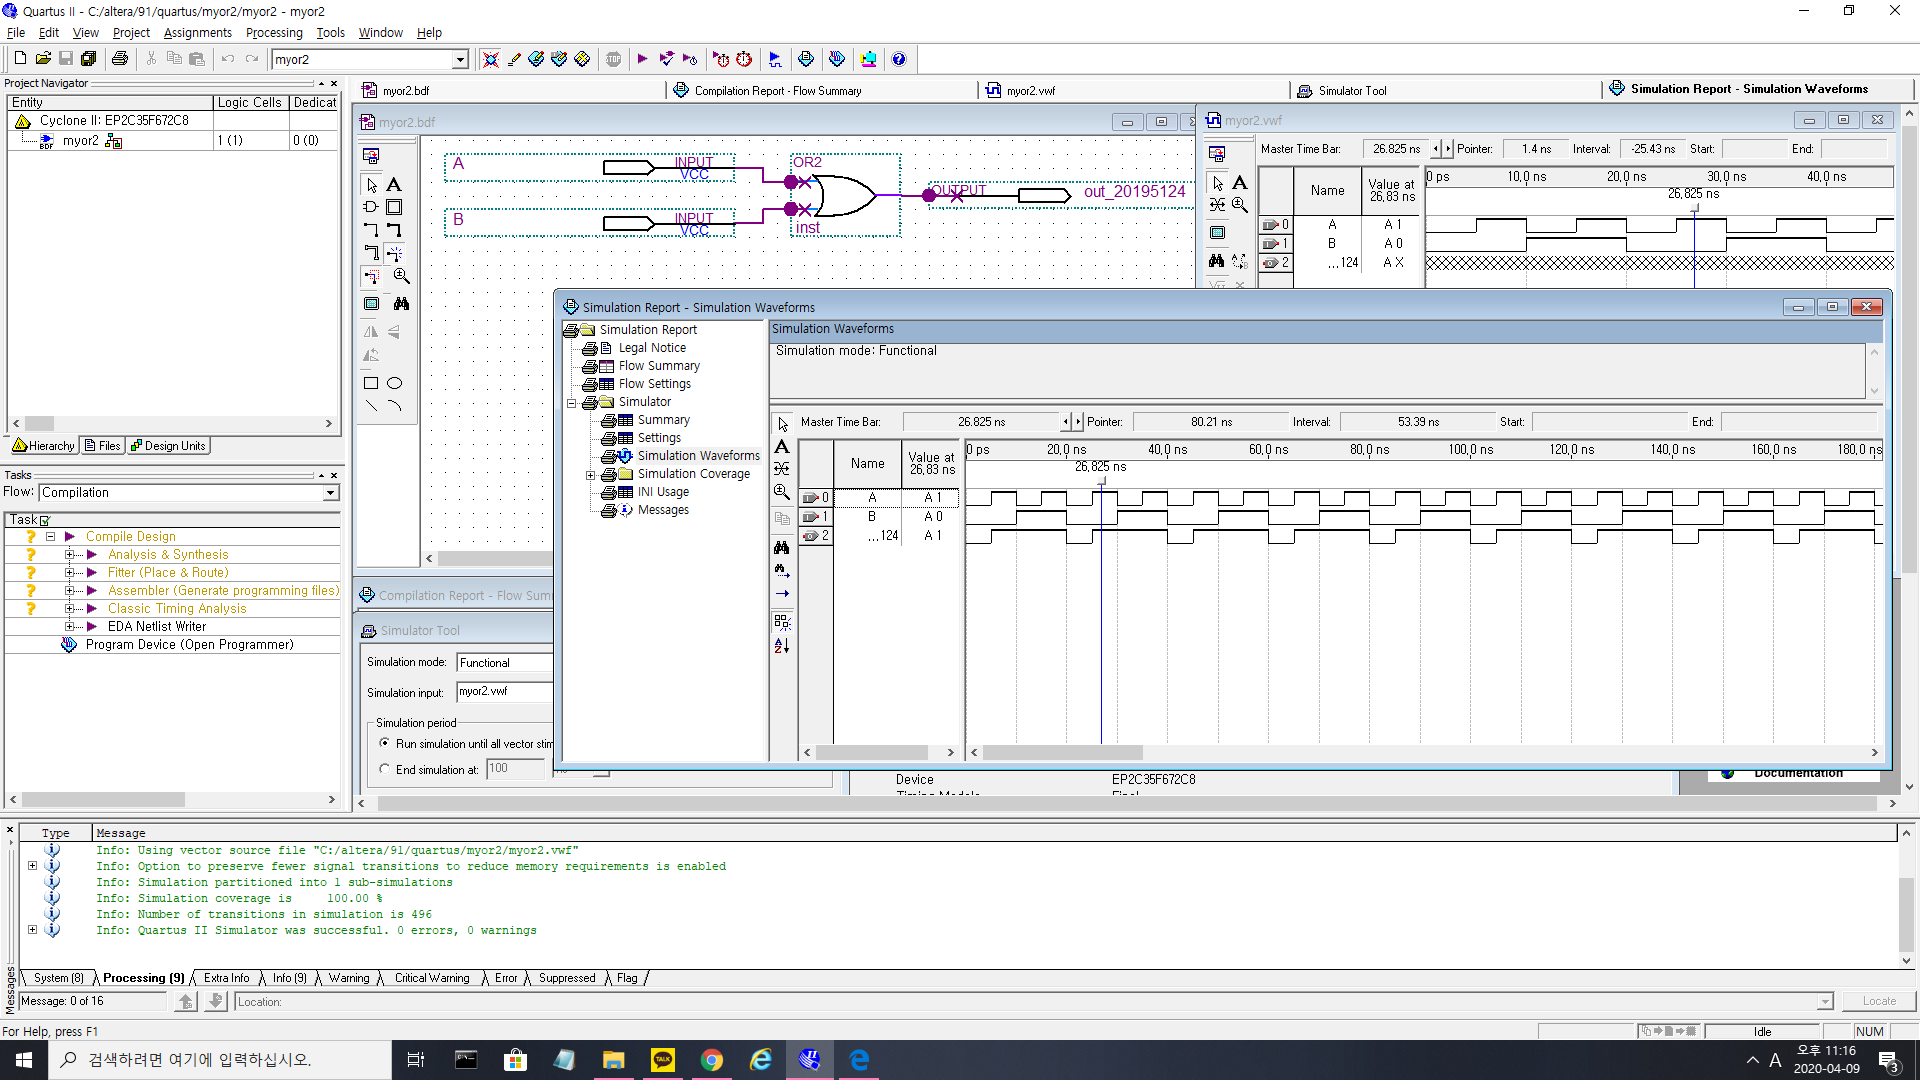 Quartus II - C:/altera/91/quartus/myor2/myor2 - myor2
File Edit View Project Assignments Processing Tools Window Help
myor2
Project Navigator
Entity Logic Cells Dedicat
Cyclone II: EP2C35F672C8
myor2 1 (1) 0 (0)
Hierarchy Files Design Units
Tasks
Flow: Compilation
Task
Compile Design
Analysis & Synthesis
Fitter (Place & Route)
Assembler (Generate programming files)
Classic Timing Analysis
EDA Netlist Writer
Program Device (Open Programmer)
myor2.bdf Compilation Report - Flow Summary myor2.vwf Simulator Tool Simulation Report - Simulation Waveforms
myor2.bdf
A INPUT VCC
B INPUT VCC
OR2
inst
OUTPUT out_20195124
myor2.vwf
Master Time Bar: 26.825 ns Pointer: 1.4 ns Interval: -25.43 ns Start: End:
Name Value at 26,83 ns
0 ps 10,0 ns 20,0 ns 30,0 ns 40,0 ns
26,825 ns
0 A A 1
1 B A 0
2 ...124 A X
Simulation Report - Simulation Waveforms
Simulation Report
Legal Notice
Flow Summary
Flow Settings
Simulator
Summary
Settings
Simulation Waveforms
Simulation Coverage
INI Usage
Messages
Simulation Waveforms
Simulation mode: Functional
Master Time Bar: 26.825 ns Pointer: 80.21 ns Interval: 53.39 ns Start: End:
Name Value at 26,83 ns
0 ps 20,0 ns 40,0 ns 60,0 ns 80,0 ns 100,0 ns 120,0 ns 140,0 ns 160,0 ns 180,0 ns
26,825 ns
0 A A 1
1 B A 0
2 ...124 A 1
Compilation Report - Flow Sum
Simulator Tool
Simulation mode: Functional
Simulation input: myor2.vwf
Simulation period
Run simulation until all vector stim
End simulation at: 100
Device EP2C35F672C8
Timing Models Final
Documentation
Type Message
Info: Using vector source file "C:/altera/91/quartus/myor2/myor2.vwf"
Info: Option to preserve fewer signal transitions to reduce memory requirements is enabled
Info: Simulation partitioned into 1 sub-simulations
Info: Simulation coverage is 100.00 %
Info: Number of transitions in simulation is 496
Info: Quartus II Simulator was successful. 0 errors, 0 warnings
System (8) Processing (9) Extra Info Info (9) Warning Critical Warning Error Suppressed Flag
Messages
Message: 0 of 16 Location: Locate
For Help, press F1 Idle NUM
검색하려면 여기에 입력하십시오.
TALK
A 오후 11:16
2020-04-09
3